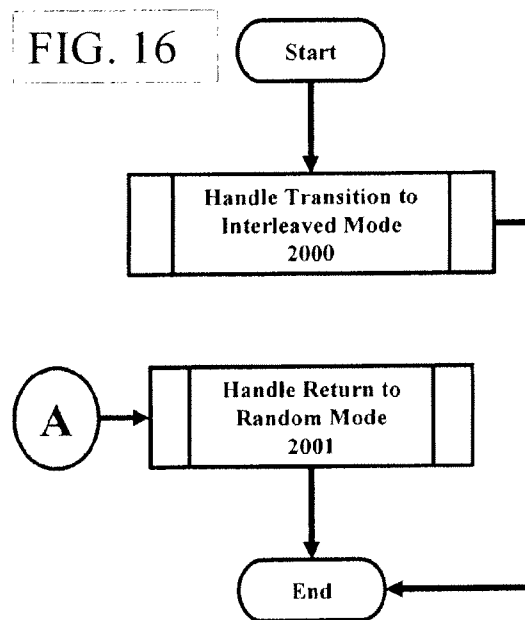 FIG. 16
Start
Handle Transition to
Interleaved Mode
2000
A
Handle Return to
Random Mode
2001
End